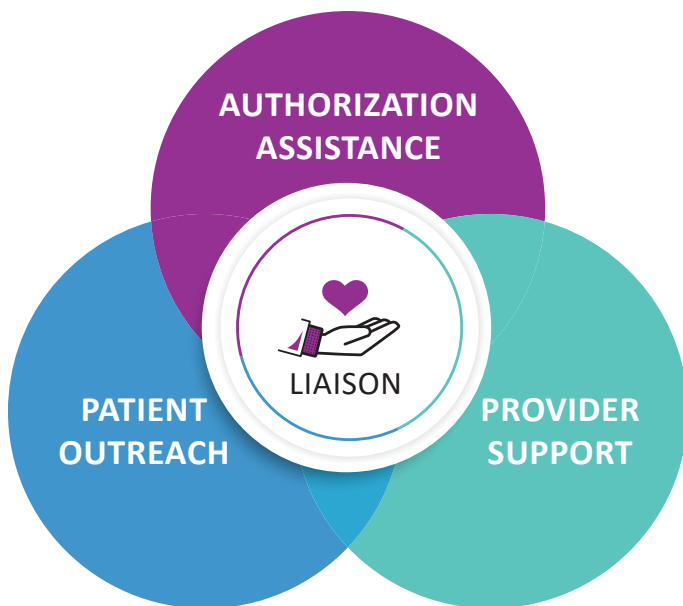 AUTHORIZATION
ASSISTANCE
LIAISON
PATIENT
OUTREACH
PROVIDER
SUPPORT